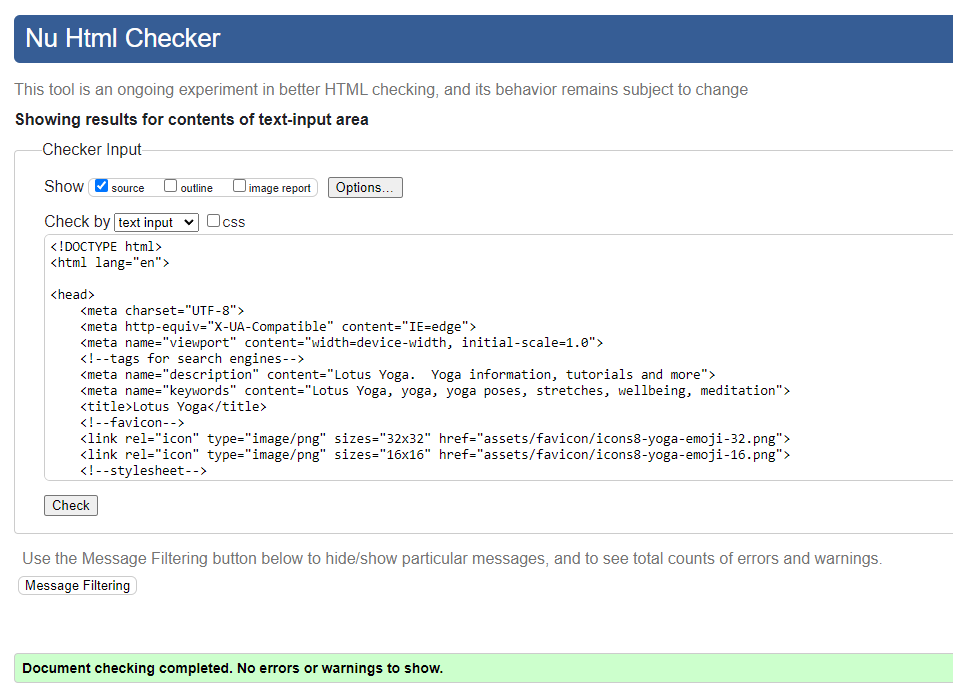 Nu Html Checker
This tool is an ongoing experiment in better HTML checking, and its behavior remains subject to change
Showing results for contents of text-input area
Checker Input
Show source outline image report Options...
Check by text input css
<!DOCTYPE html>
<html lang="en">
<head>
<meta charset="UTF-8">
<meta http-equiv="X-UA-Compatible" content="IE=edge">
<meta name="viewport" content="width=device-width, initial-scale=1.0">
<!--tags for search engines-->
<meta name="description" content="Lotus Yoga.  Yoga information, tutorials and more">
<meta name="keywords" content="Lotus Yoga, yoga, yoga poses, stretches, wellbeing, meditation">
<title>Lotus Yoga</title>
<!--favicon-->
<link rel="icon" type="image/png" sizes="32x32" href="assets/favicon/icons8-yoga-emoji-32.png">
<link rel="icon" type="image/png" sizes="16x16" href="assets/favicon/icons8-yoga-emoji-16.png">
<!--stylesheet-->
Check
Use the Message Filtering button below to hide/show particular messages, and to see total counts of errors and warnings.
Message Filtering
Document checking completed. No errors or warnings to show.